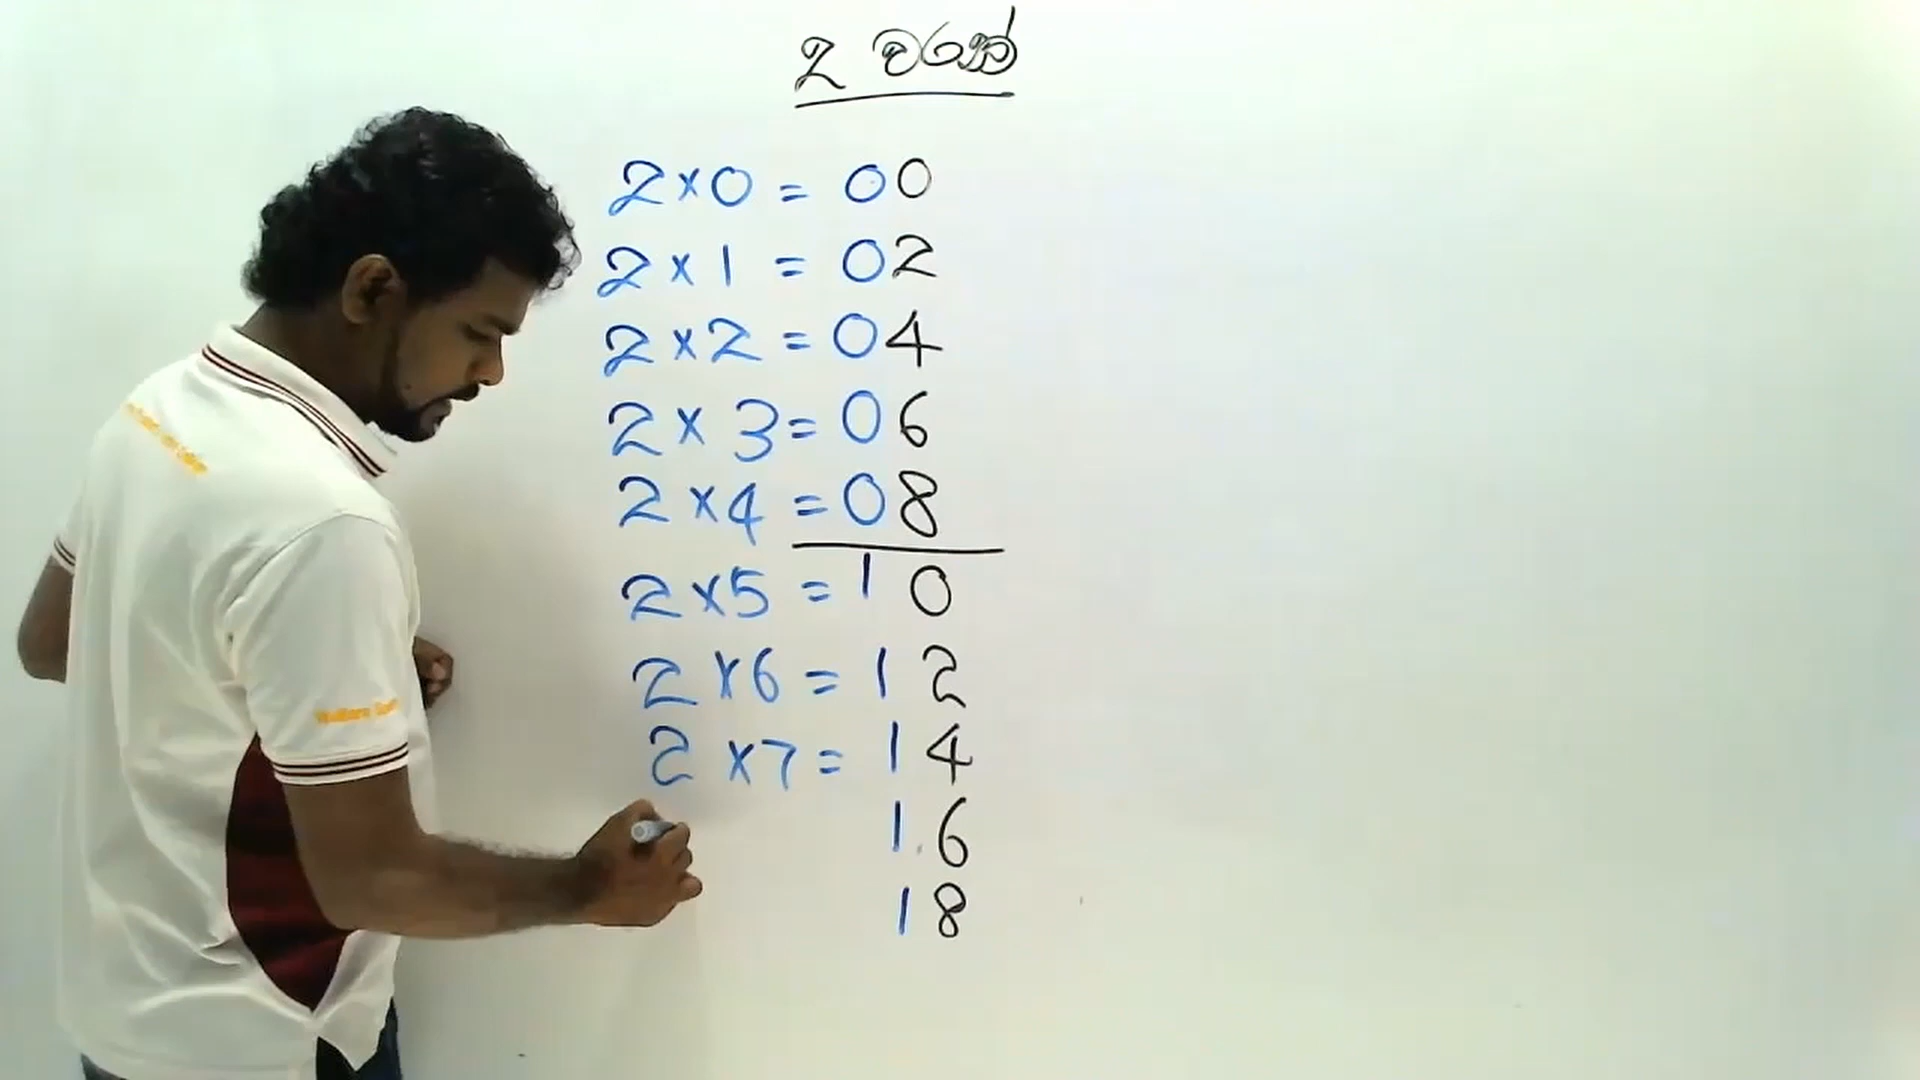 2 වරක්
2×0 = 00
2×1 = 02
2×2 = 04
2×3 = 06
2×4 = 08
2×5 = 10
2×6 = 12
2×7 = 14
16
18